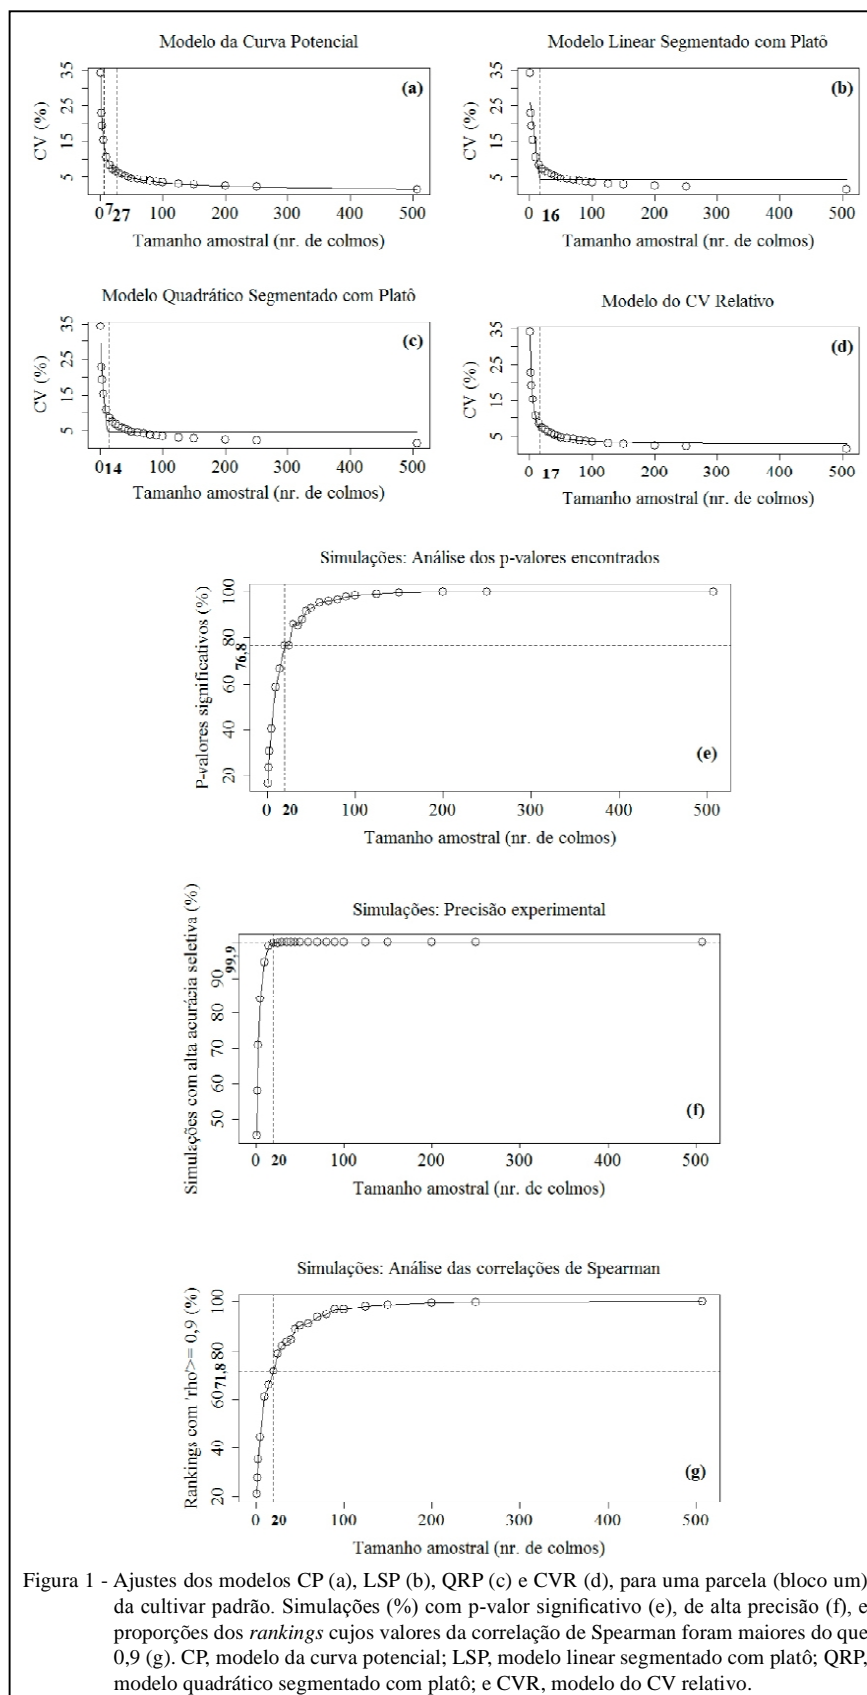 Modelo da Curva Potencial
(a)
CV (%)
35
25
15
5
0 7 27 100 200 300 400 500
Tamanho amostral (nr. de colmos)
Modelo Linear Segmentado com Platô
(b)
CV (%)
35
25
15
5
0 16 100 200 300 400 500
Tamanho amostral (nr. de colmos)
Modelo Quadrático Segmentado com Platô
(c)
CV (%)
35
25
15
5
0 14 100 200 300 400 500
Tamanho amostral (nr. de colmos)
Modelo do CV Relativo
(d)
CV (%)
35
25
15
5
0 17 100 200 300 400 500
Tamanho amostral (nr. de colmos)
Simulações: Análise dos p-valores encontrados
P-valores significativos (%)
100
80
76,8
60
40
20
(e)
0 20 100 200 300 400 500
Tamanho amostral (nr. de colmos)
Simulações: Precisão experimental
Simulações com alta acurácia seletiva (%)
99,9
90
80
70
60
50
(f)
0 20 100 200 300 400 500
Tamanho amostral (nr. de colmos)
Simulações: Análise das correlações de Spearman
Rankings com 'rho'>= 0,9 (%)
100
80
71,8
60
40
20
(g)
0 20 100 200 300 400 500
Tamanho amostral (nr. de colmos)
Figura 1 - Ajustes dos modelos CP (a), LSP (b), QRP (c) e CVR (d), para uma parcela (bloco um)
da cultivar padrão. Simulações (%) com p-valor significativo (e), de alta precisão (f), e
proporções dos rankings cujos valores da correlação de Spearman foram maiores do que
0,9 (g). CP, modelo da curva potencial; LSP, modelo linear segmentado com platô; QRP,
modelo quadrático segmentado com platô; e CVR, modelo do CV relativo.